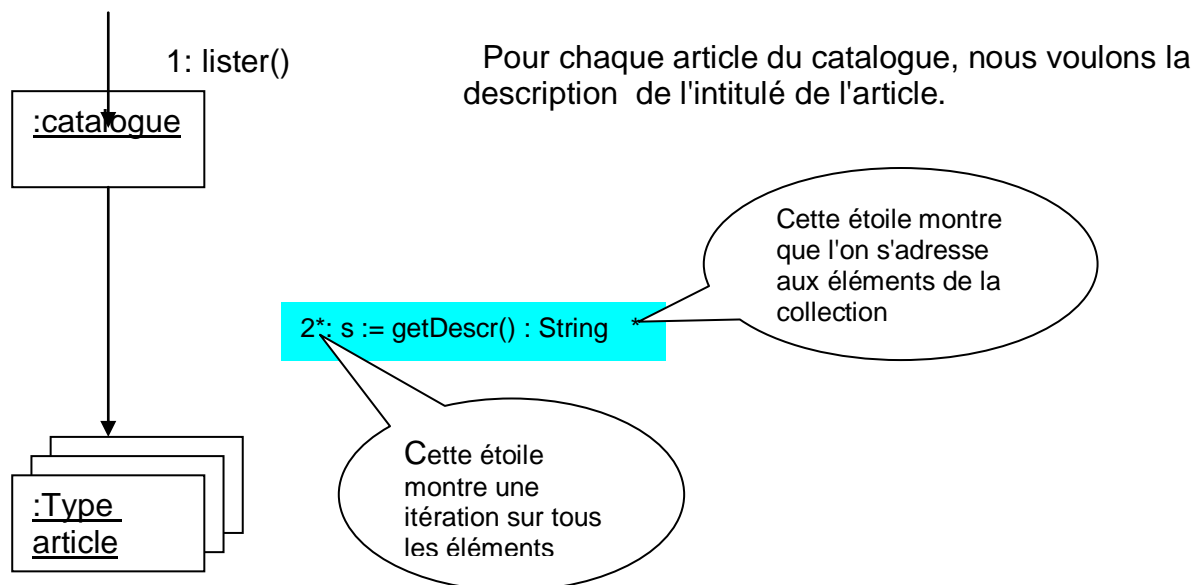 1: lister()
Pour chaque article du catalogue, nous voulons la
description de l'intitulé de l'article.
:catalogue
Cette étoile montre
que l'on s'adresse
aux éléments de la
collection
2*: s := getDescr() : String *
Cette étoile
montre une
itération sur tous
les éléments
:Type
article